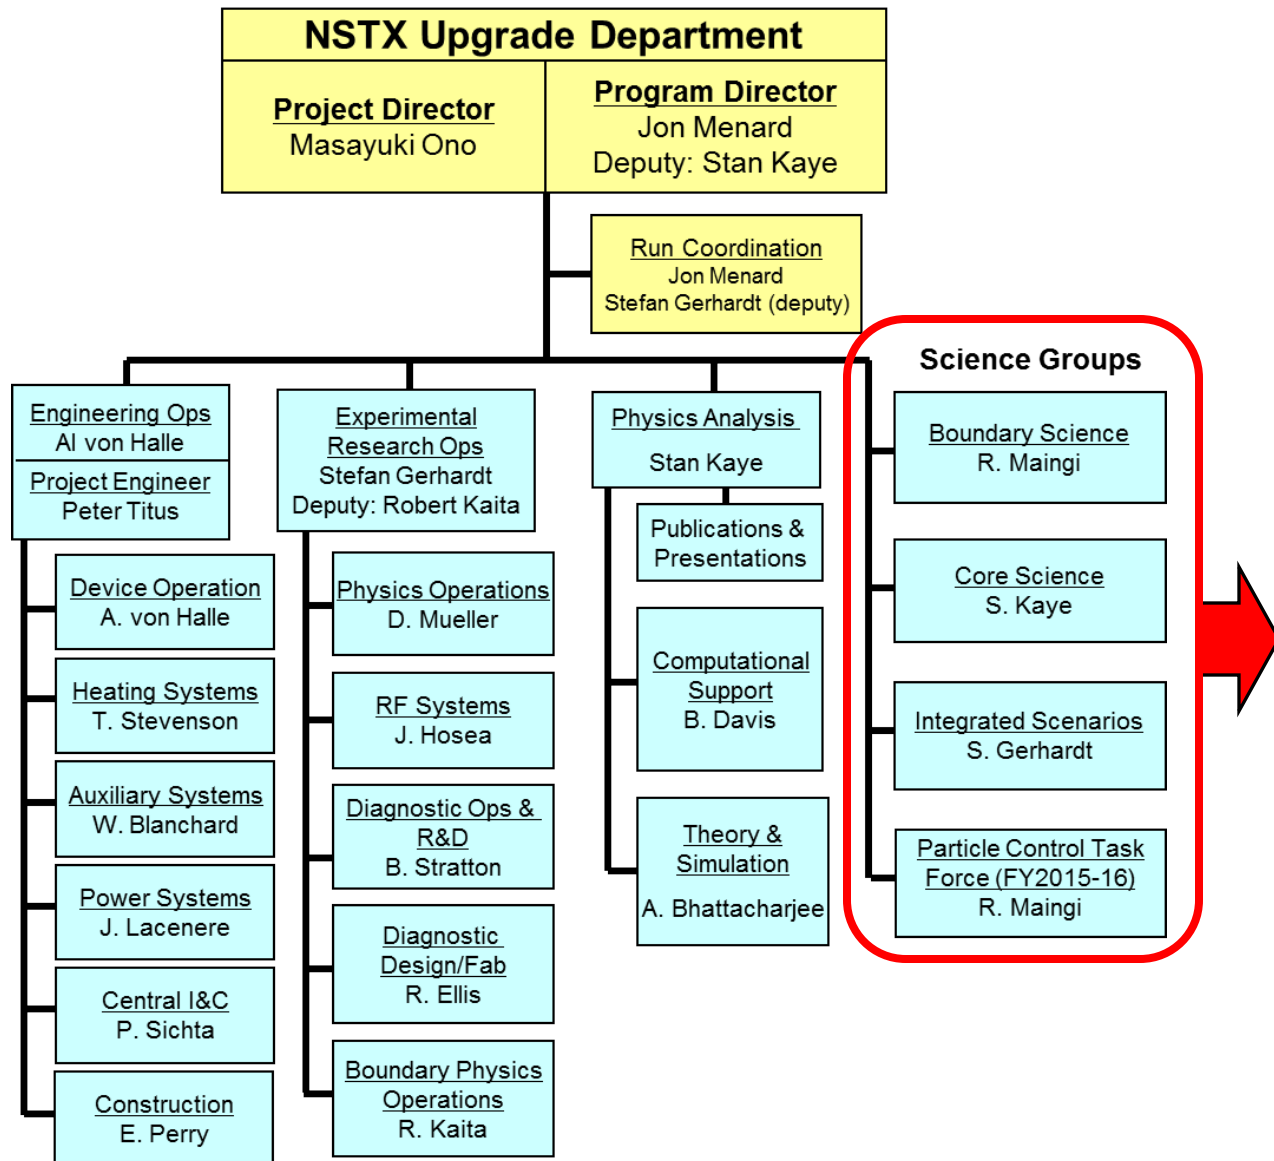 NSTX Upgrade Department
Project Director
Masayuki Ono
Program Director
Jon Menard
Deputy: Stan Kaye
Run Coordination
Jon Menard
Stefan Gerhardt (deputy)
Engineering Ops
Al von Halle
Project Engineer
Peter Titus
Device Operation
A. von Halle
Heating Systems
T. Stevenson
Auxiliary Systems
W. Blanchard
Power Systems
J. Lacenere
Central I&C
P. Sichta
Construction
E. Perry
Experimental
Research Ops
Stefan Gerhardt
Deputy: Robert Kaita
Physics Operations
D. Mueller
RF Systems
J. Hosea
Diagnostic Ops &
R&D
B. Stratton
Diagnostic
Design/Fab
R. Ellis
Boundary Physics
Operations
R. Kaita
Physics Analysis
Stan Kaye
Publications &
Presentations
Computational
Support
B. Davis
Theory &
Simulation
A. Bhattacharjee
Science Groups
Boundary Science
R. Maingi
Core Science
S. Kaye
Integrated Scenarios
S. Gerhardt
Particle Control Task
Force (FY2015-16)
R. Maingi